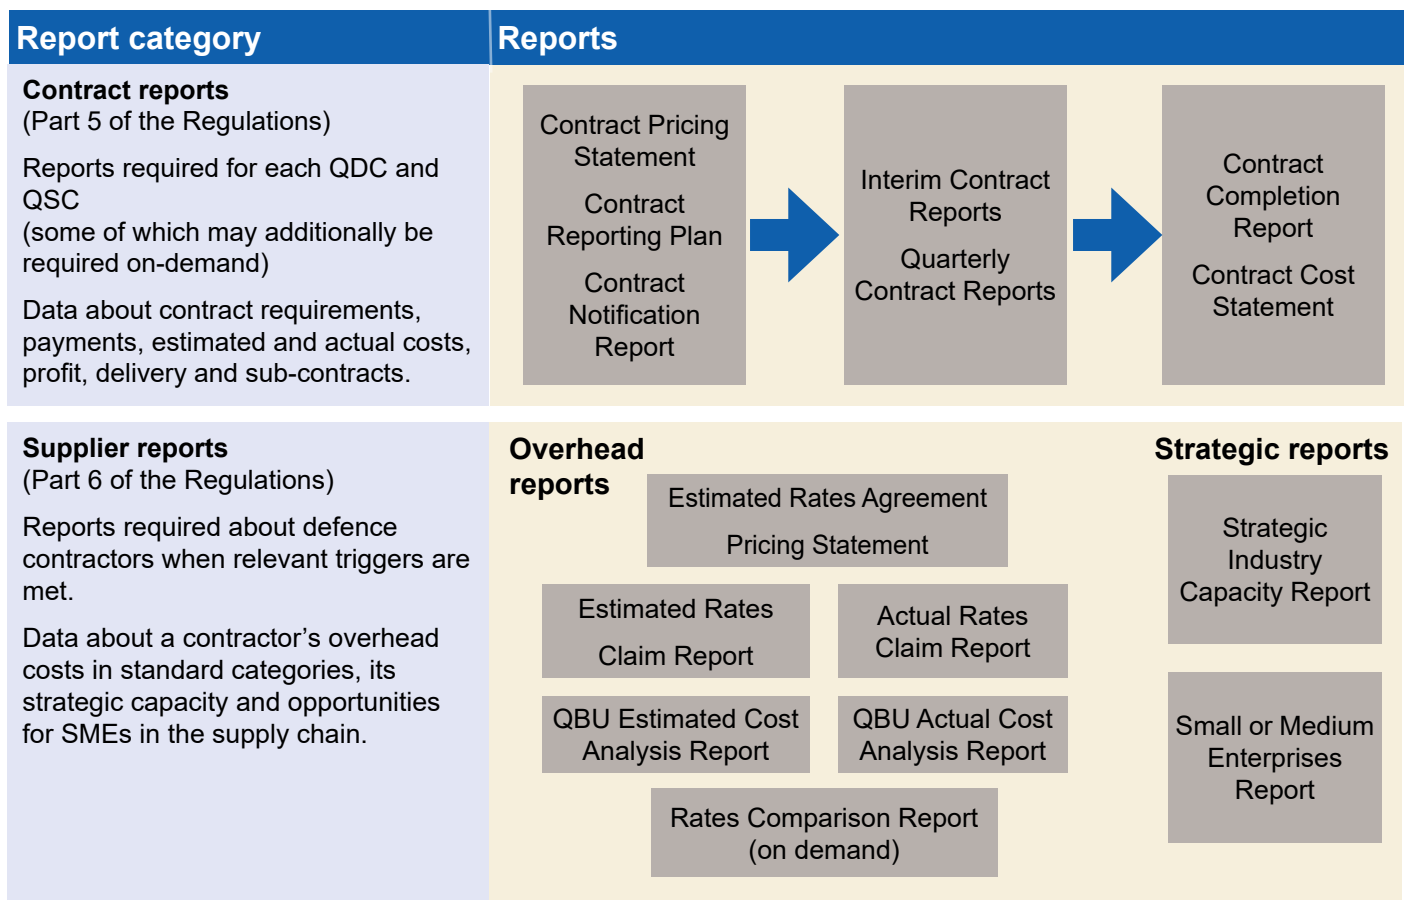 Report category
Reports
Contract reports
(Part 5 of the Regulations)
Reports required for each QDC and
QSC
(some of which may additionally be
required on-demand)
Data about contract requirements,
payments, estimated and actual costs,
profit, delivery and sub-contracts.
Contract Pricing
Statement
Contract
Reporting Plan
Contract
Notification
Report
Interim Contract
Reports
Quarterly
Contract Reports
Contract
Completion
Report
Contract Cost
Statement
Supplier reports
(Part 6 of the Regulations)
Reports required about defence
contractors when relevant triggers are
met.
Data about a contractor’s overhead
costs in standard categories, its
strategic capacity and opportunities
for SMEs in the supply chain.
Overhead
reports
Estimated Rates Agreement
Pricing Statement
Estimated Rates
Claim Report
Actual Rates
Claim Report
QBU Estimated Cost
Analysis Report
QBU Actual Cost
Analysis Report
Rates Comparison Report
(on demand)
Strategic reports
Strategic
Industry
Capacity Report
Small or Medium
Enterprises
Report